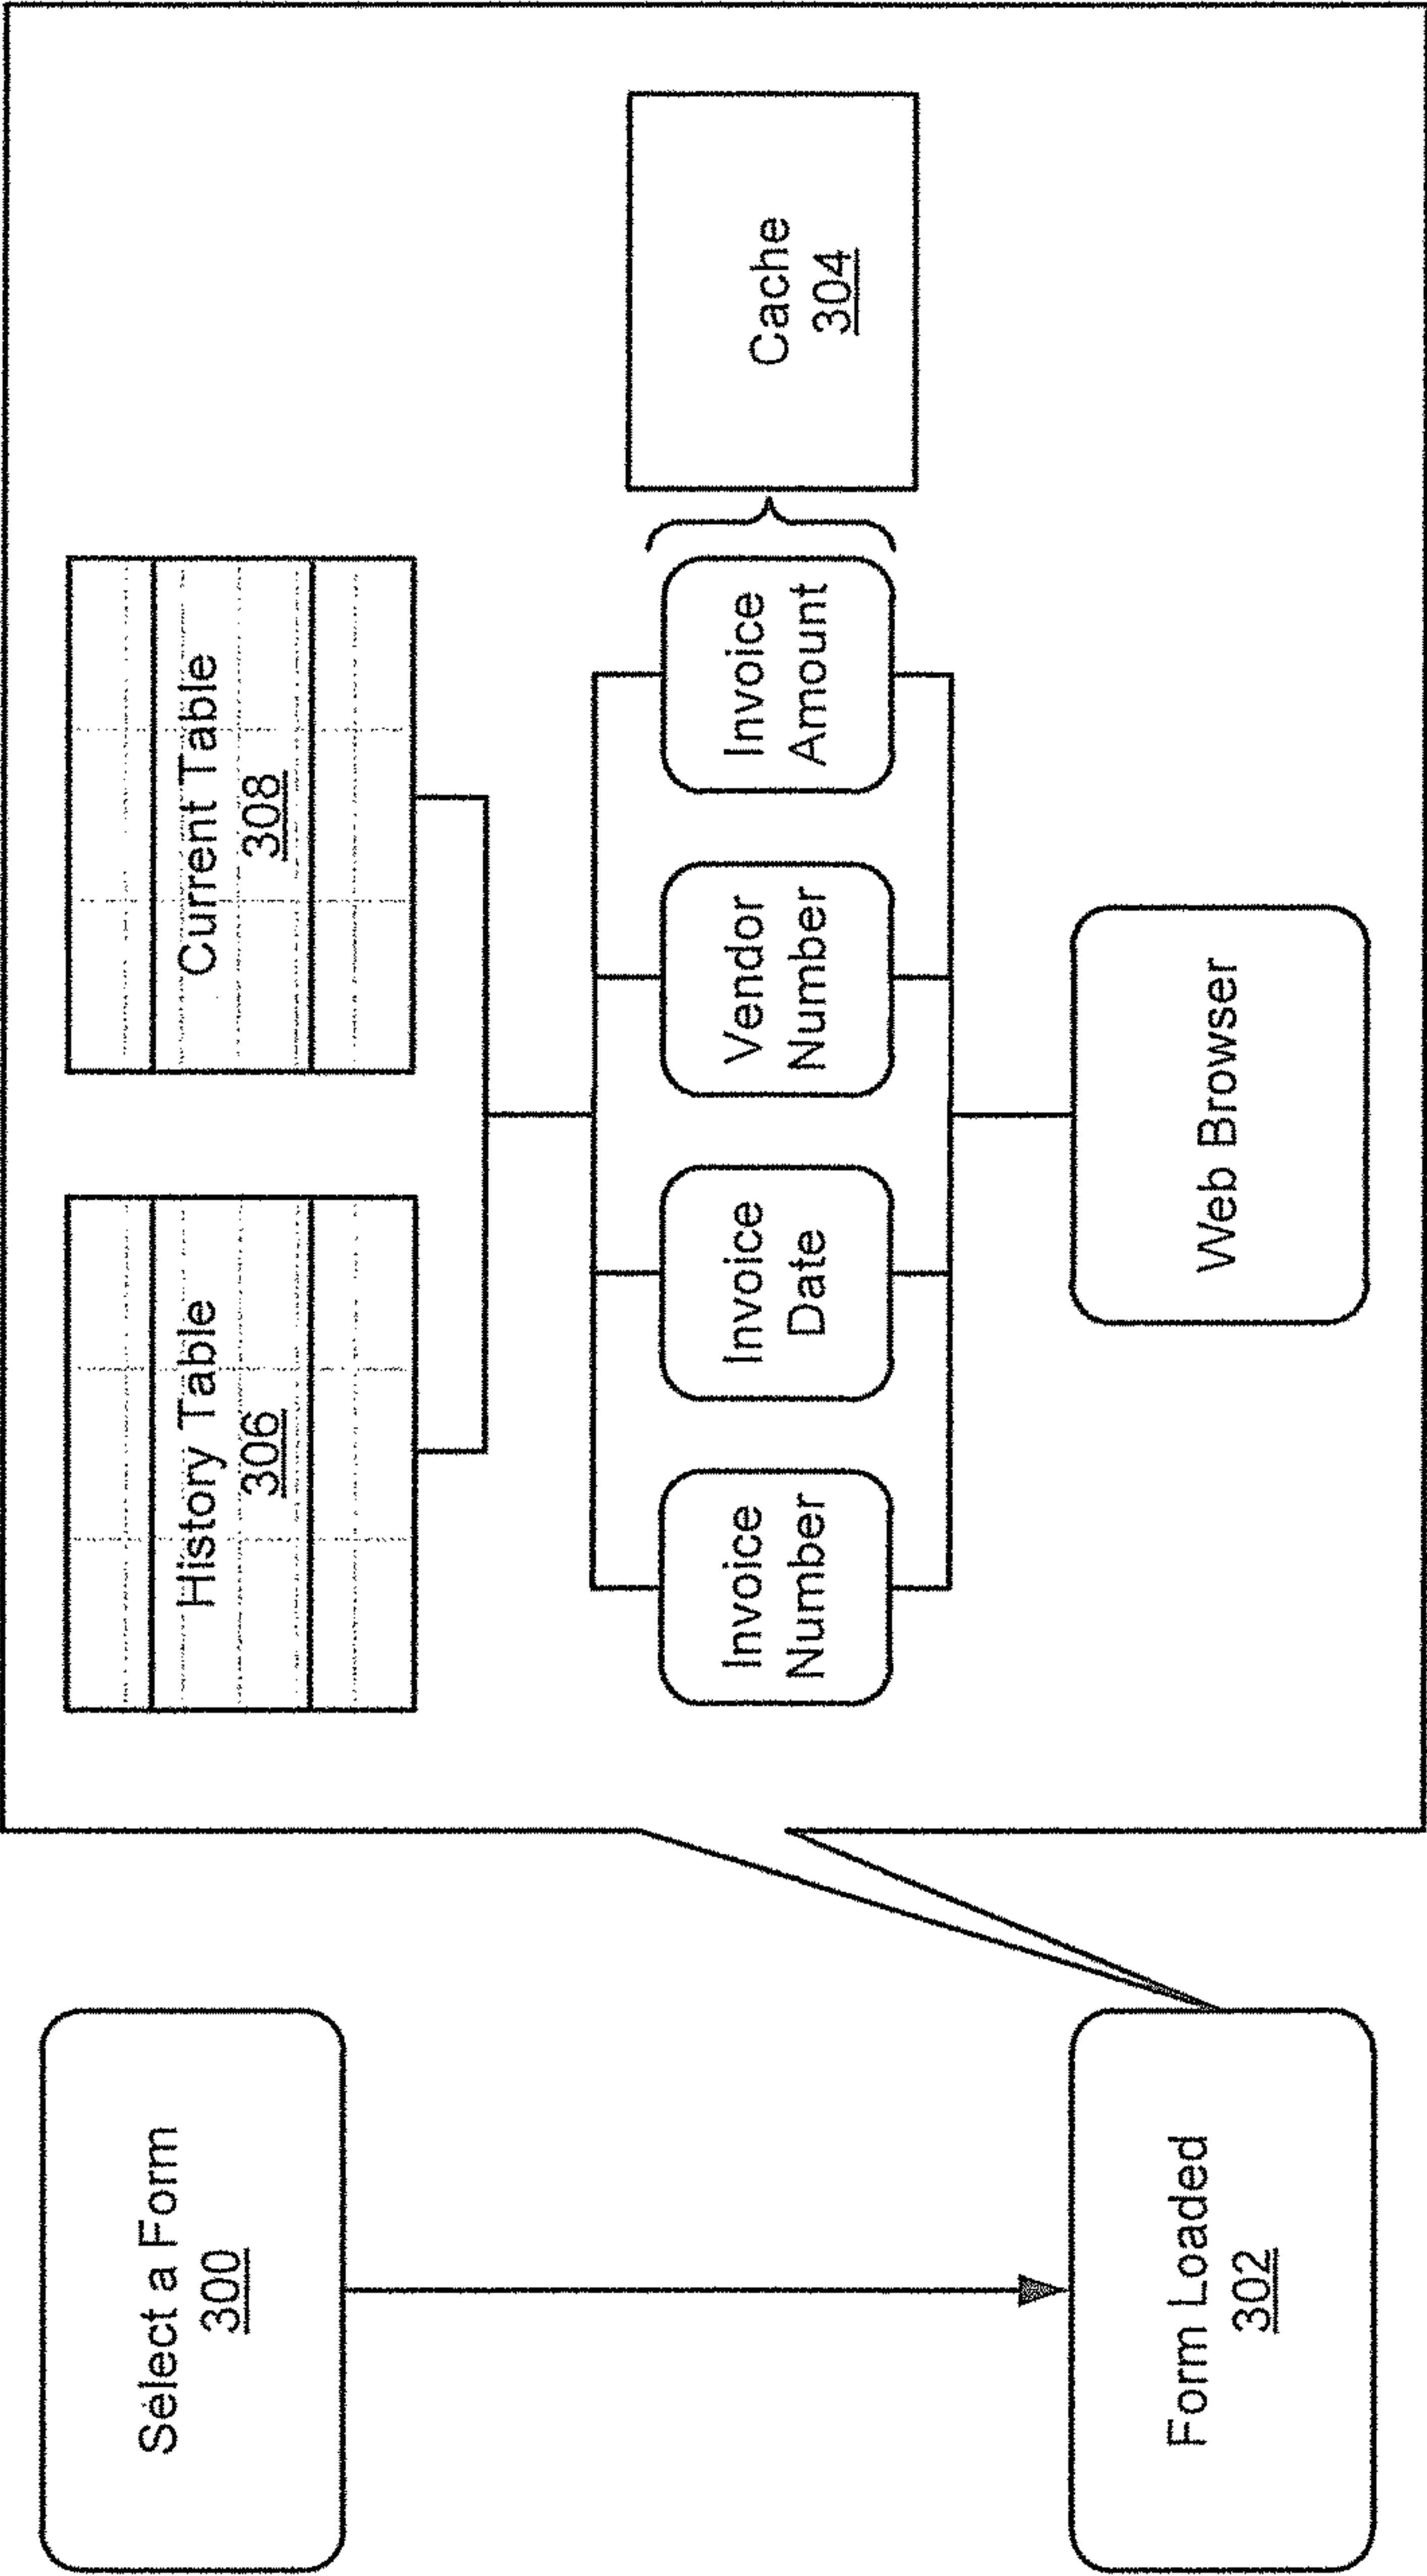 Select a Form
300
Form Loaded
302
History Table
306
Current Table
308
Invoice
Number
Invoice
Date
Vendor
Number
Invoice
Amount
Cache
304
Web Browser